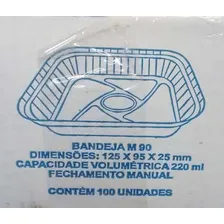 BANDEJA M 90
DIMENSÕES: 125 X 95 X 25 mm
CAPACIDADE VOLUMÉTRICA 220 ml
FECHAMENTO MANUAL
CONTÉM 100 UNIDADES